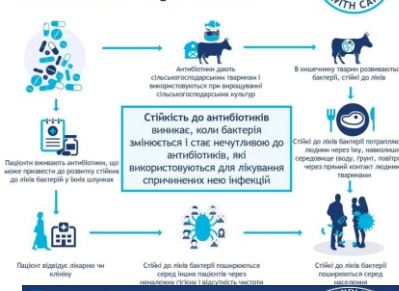 WITH CA
Антибіотики дають
сільськогосподарським тваринам і
використовуються при вирощуванні
сільськогосподарських культур
В кишечнику тварин розвиваються
бактерії, стійкі до ліків
Стійкість до антибіотиків
виникає, коли бактерія
змінюється і стає нечутливою до
антибіотиків, які
використовуються для лікування
спричинених нею інфекцій
Пацієнти вживають антибіотики, що
може призвести до розвитку стійких
до ліків бактерій у їхніх шлунках
Стійкі до ліків бактерії потрапляють
людини через їжу, навколишнє
середовище (воду, ґрунт, повітря
через прямий контакт людини
тваринами
Пацієнт відвідує лікарню чи
клініку
Стійкі до ліків бактерії поширюються
серед інших пацієнтів через
неналежну гігієну і відсутність чистоти
Стійкі до ліків бактерії
поширюються серед
населення